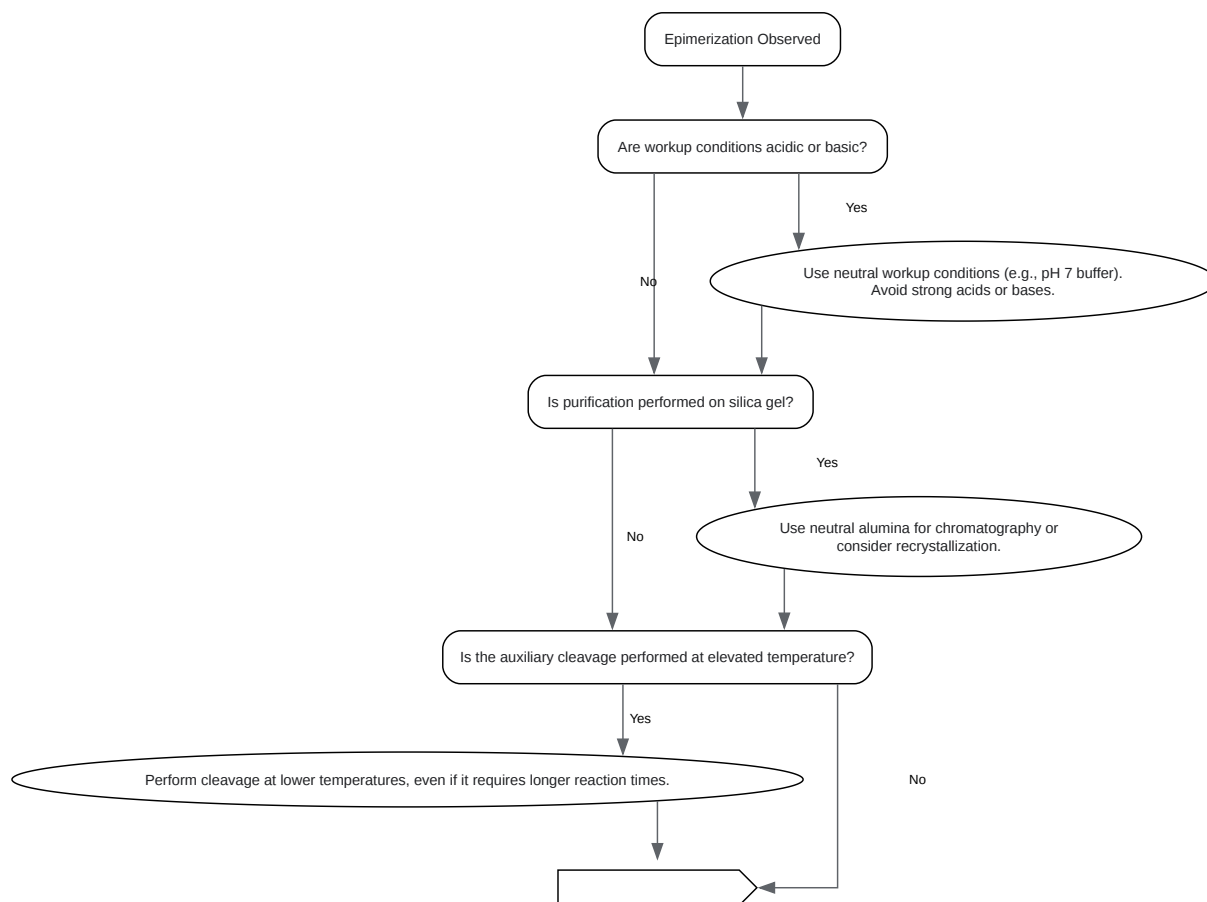 Epimerization Observed
Are workup conditions acidic or basic?
Yes
Use neutral workup conditions (e.g., pH 7 buffer).
Avoid strong acids or bases.
No
Is purification performed on silica gel?
Yes
Use neutral alumina for chromatography or
consider recrystallization.
No
Is the auxiliary cleavage performed at elevated temperature?
Yes
Perform cleavage at lower temperatures, even if it requires longer reaction times.
No